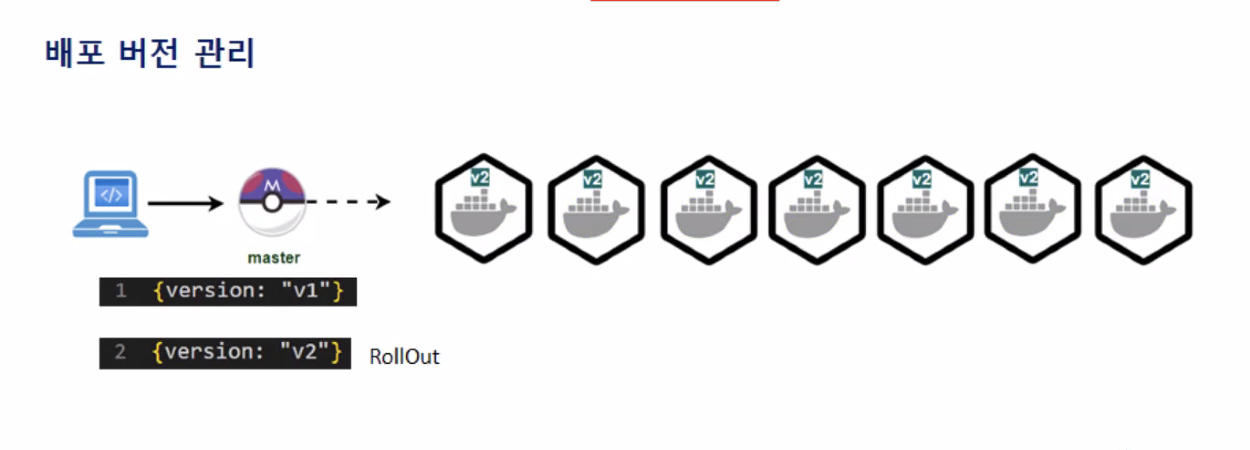 배포 버전 관리
v2 v2 v2 v2 v2 v2 v2
M
</>
master
1 {version: "v1"}
2 {version: "v2"} RollOut